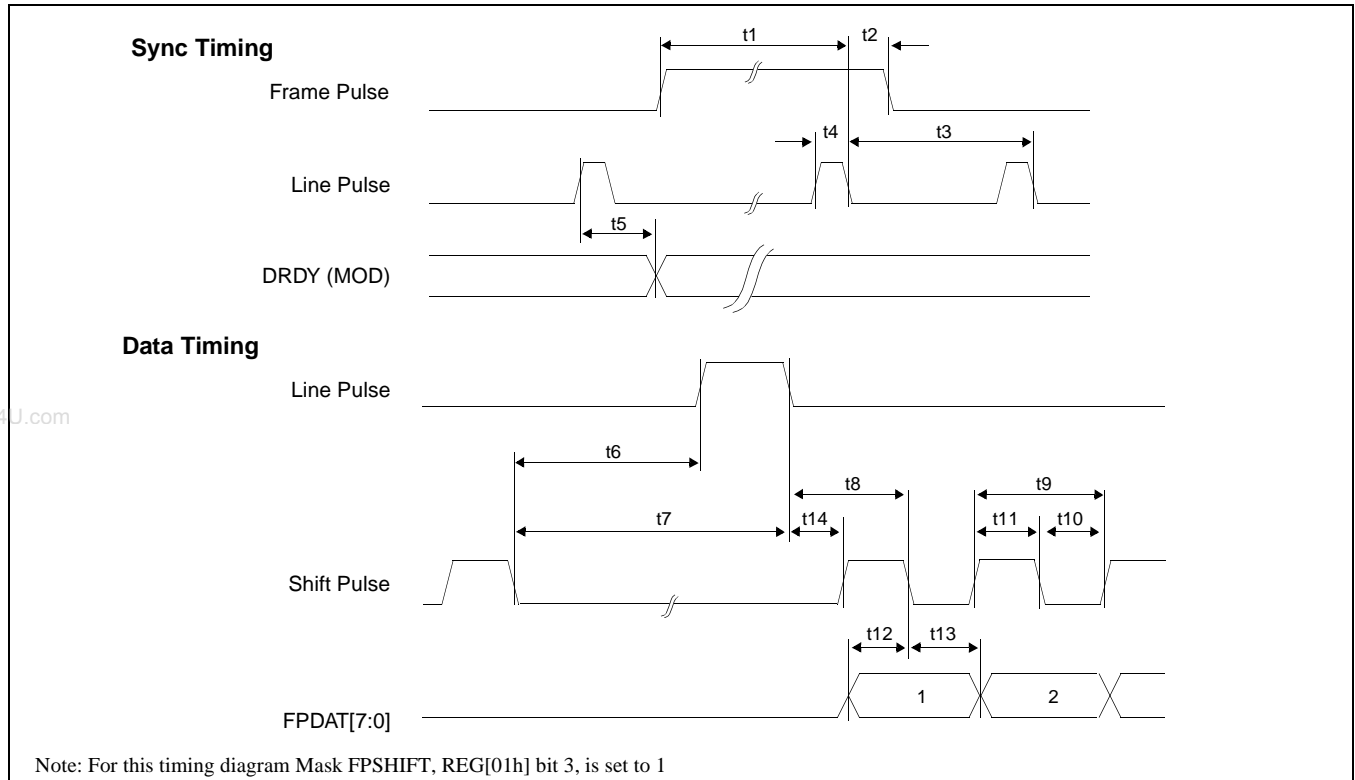 Sync Timing
t1
t2
Frame Pulse
t4
t3
Line Pulse
t5
DRDY (MOD)
Data Timing
Line Pulse
4U.com
t6
t8
t9
t7
t14
t11
t10
Shift Pulse
t12
t13
1
2
FPDAT[7:0]
Note: For this timing diagram Mask FPSHIFT, REG[01h] bit 3, is set to 1